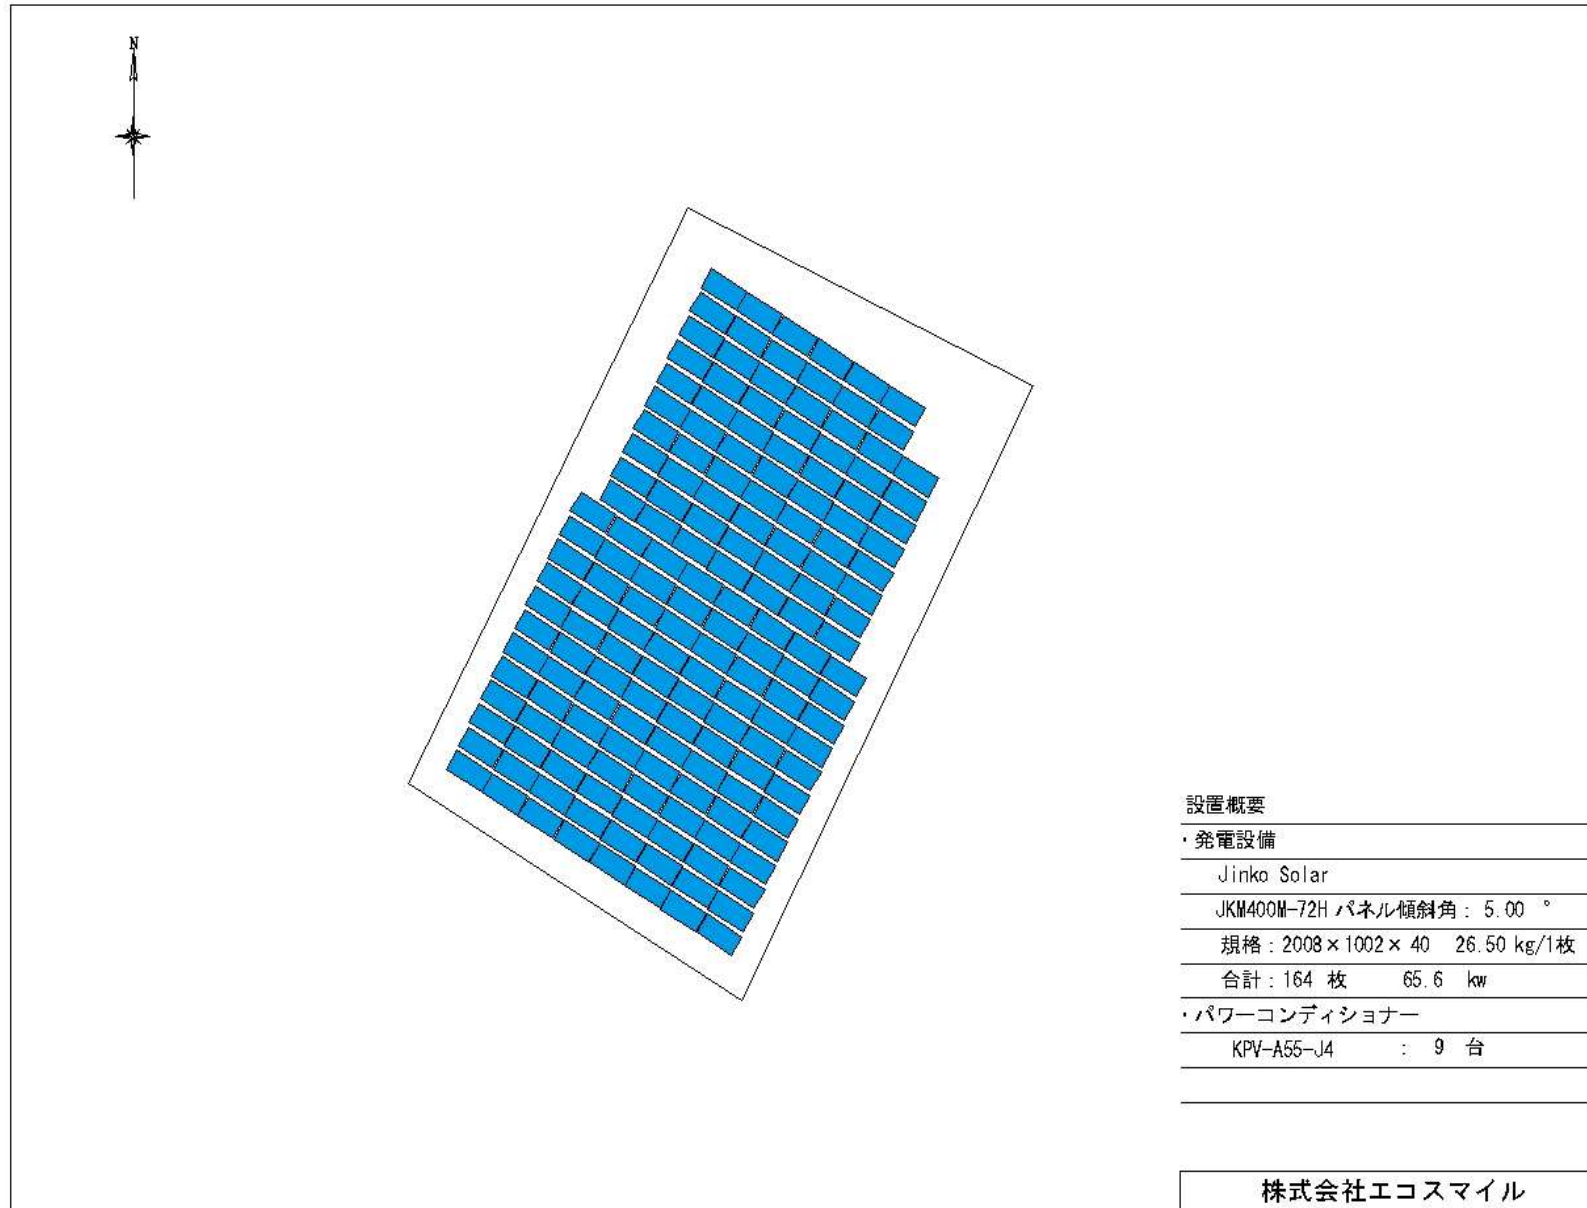 N
設置概要
・発電設備
Jinko Solar
JKM400M-72H パネル傾斜角： 5.00 °
規格：2008×1002× 40 26.50 kg/1枚
合計：164 枚 65.6 kw
・パワーコンディショナー
KPV-A55-J4 ： 9 台
株式会社エコスマイル